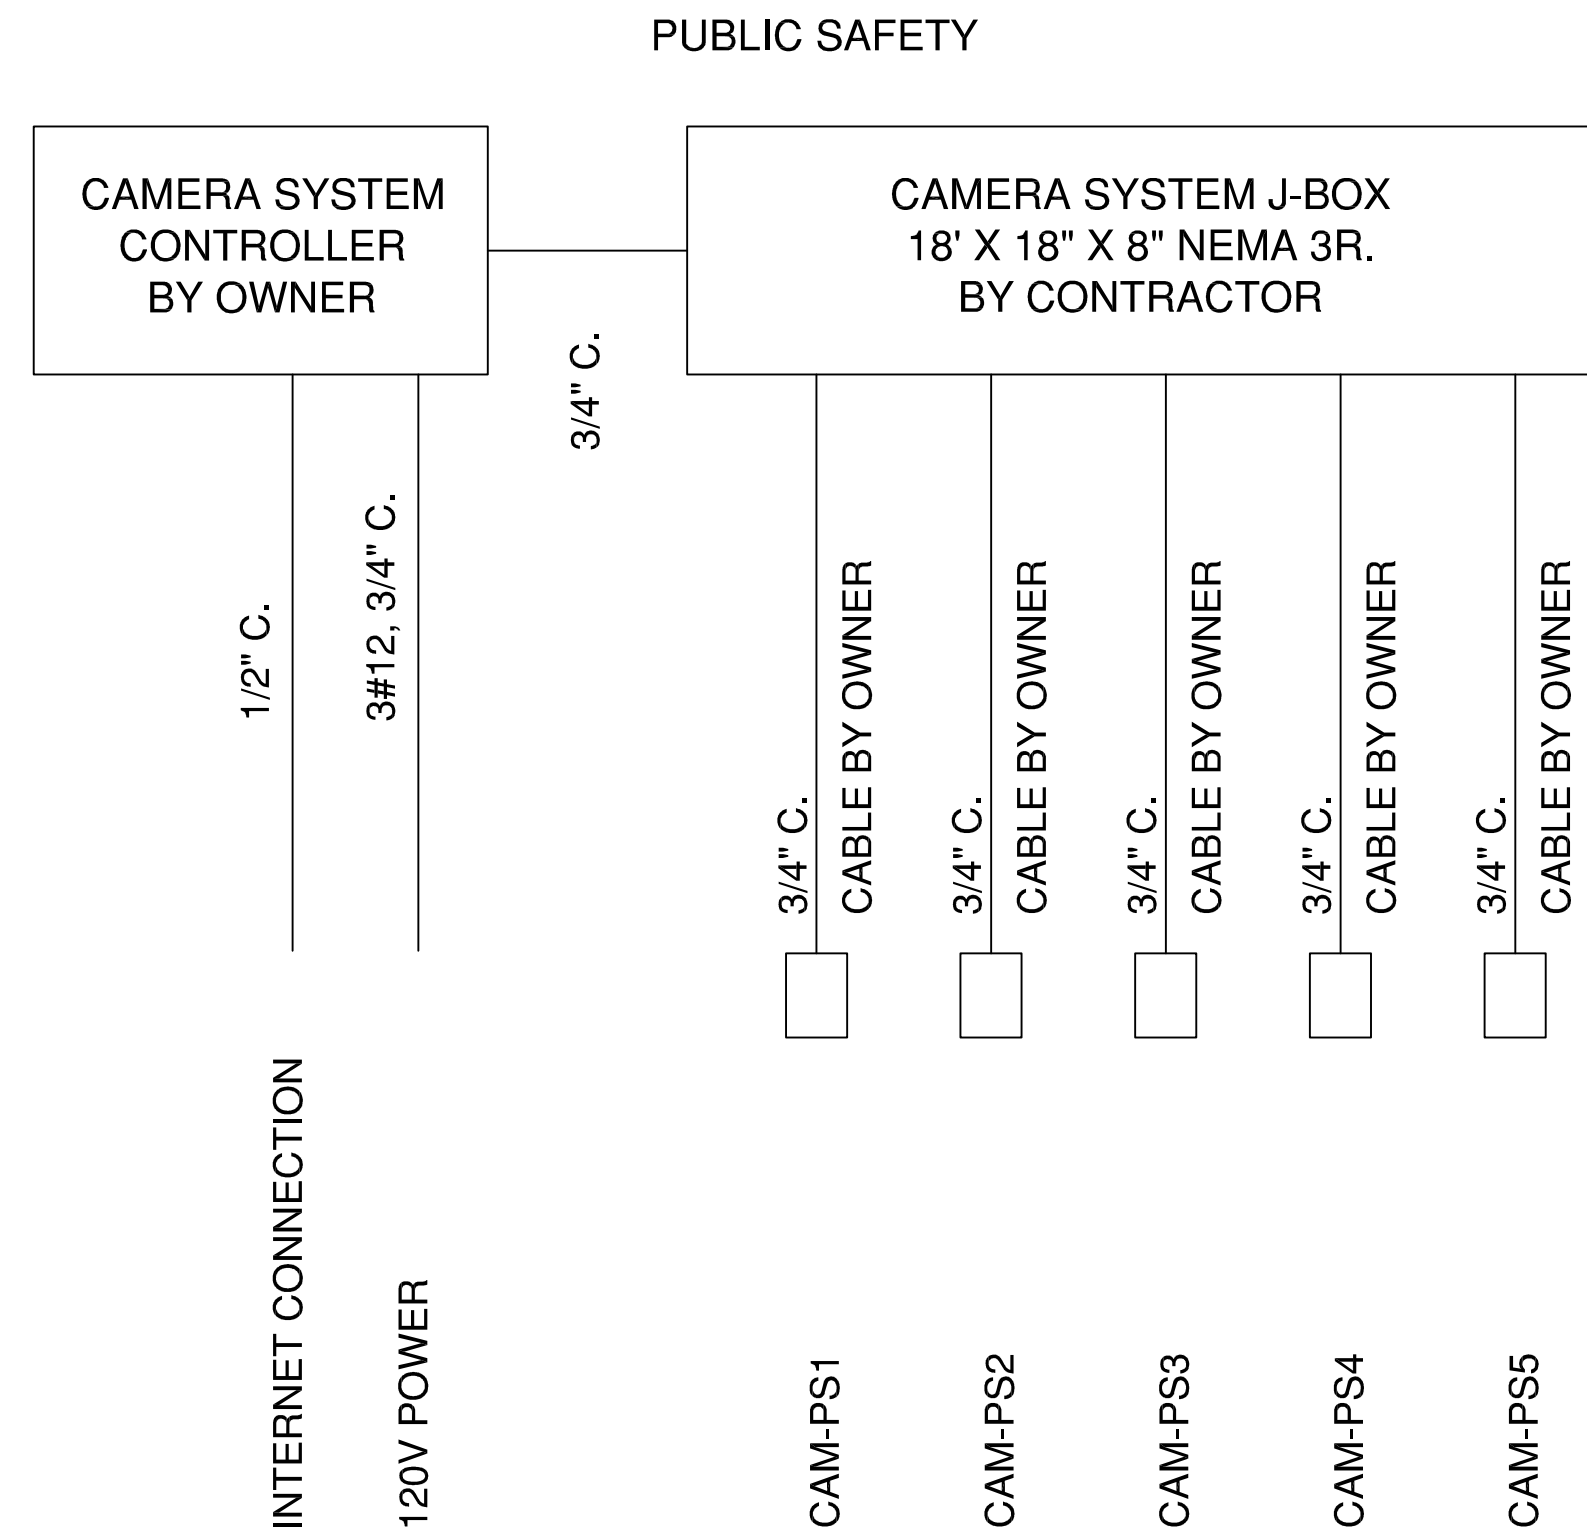 PUBLIC SAFETY
CAMERA SYSTEM
CONTROLLER
BY OWNER
CAMERA SYSTEM J-BOX
18' X 18" X 8" NEMA 3R.
BY CONTRACTOR
3/4" C.
1/2" C.
3#12, 3/4" C.
3/4" C.
CABLE BY OWNER
3/4" C.
CABLE BY OWNER
3/4" C.
CABLE BY OWNER
3/4" C.
CABLE BY OWNER
3/4" C.
CABLE BY OWNER
INTERNET CONNECTION
120V POWER
CAM-PS1
CAM-PS2
CAM-PS3
CAM-PS4
CAM-PS5